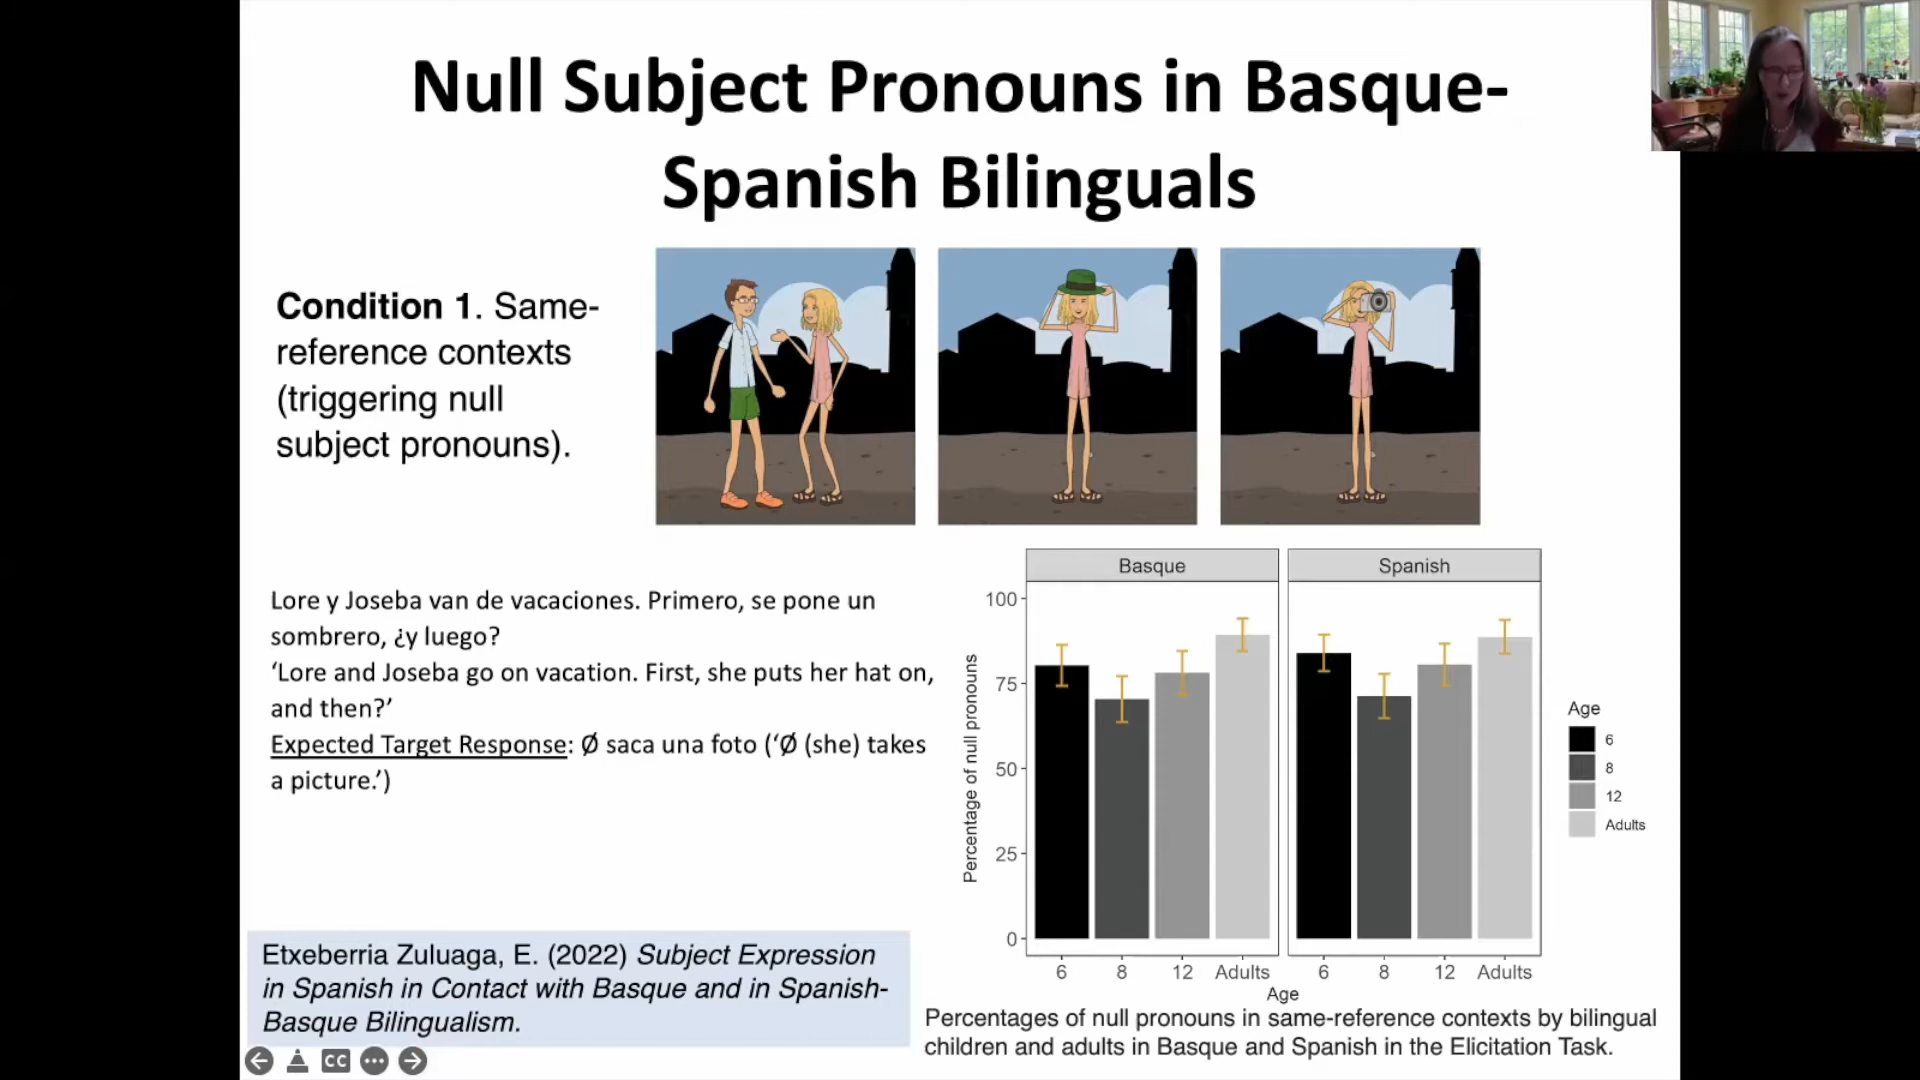 Null Subject Pronouns in Basque-
Spanish Bilinguals
Condition 1. Same-
reference contexts
(triggering null
subject pronouns).
Lore y Joseba van de vacaciones. Primero, se pone un
sombrero, ¿y luego?
‘Lore and Joseba go on vacation. First, she puts her hat on,
and then?’
Expected Target Response: Ø saca una foto (‘Ø (she) takes
a picture.’)
Etxeberria Zuluaga, E. (2022) Subject Expression
in Spanish in Contact with Basque and in Spanish-
Basque Bilingualism.
CC
Basque
Spanish
Percentage of null pronouns
100
75
50
25
0
6 8 12 Adults
6 8 12 Adults
Age
Age
6
8
12
Adults
Percentages of null pronouns in same-reference contexts by bilingual
children and adults in Basque and Spanish in the Elicitation Task.